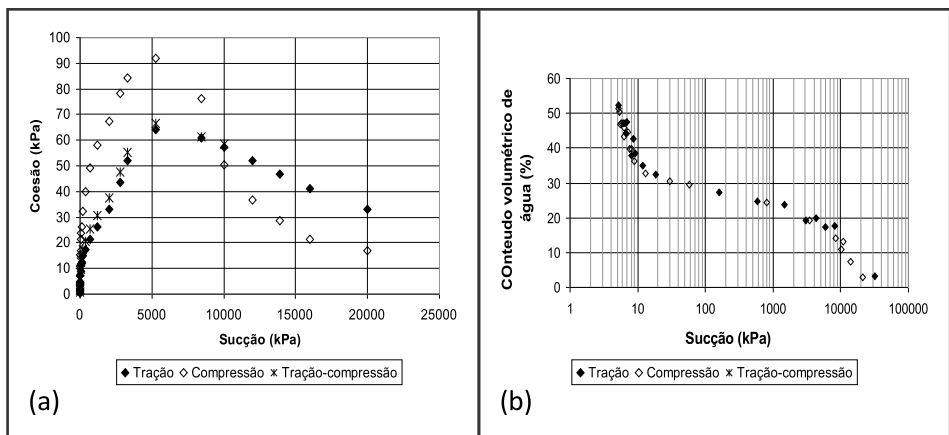 100
90
80
70
60
50
40
30
20
10
0
Coesão (kPa)
0 5000 10000 15000 20000 25000
Sucção (kPa)
Tração Compressão Tração-compressão
(a)
60
50
40
30
20
10
0
COnteudo volumétrico de
água (%)
1 10 100 1000 10000 100000
Sucção (kPa)
Tração Compressão Tração-compressão
(b)